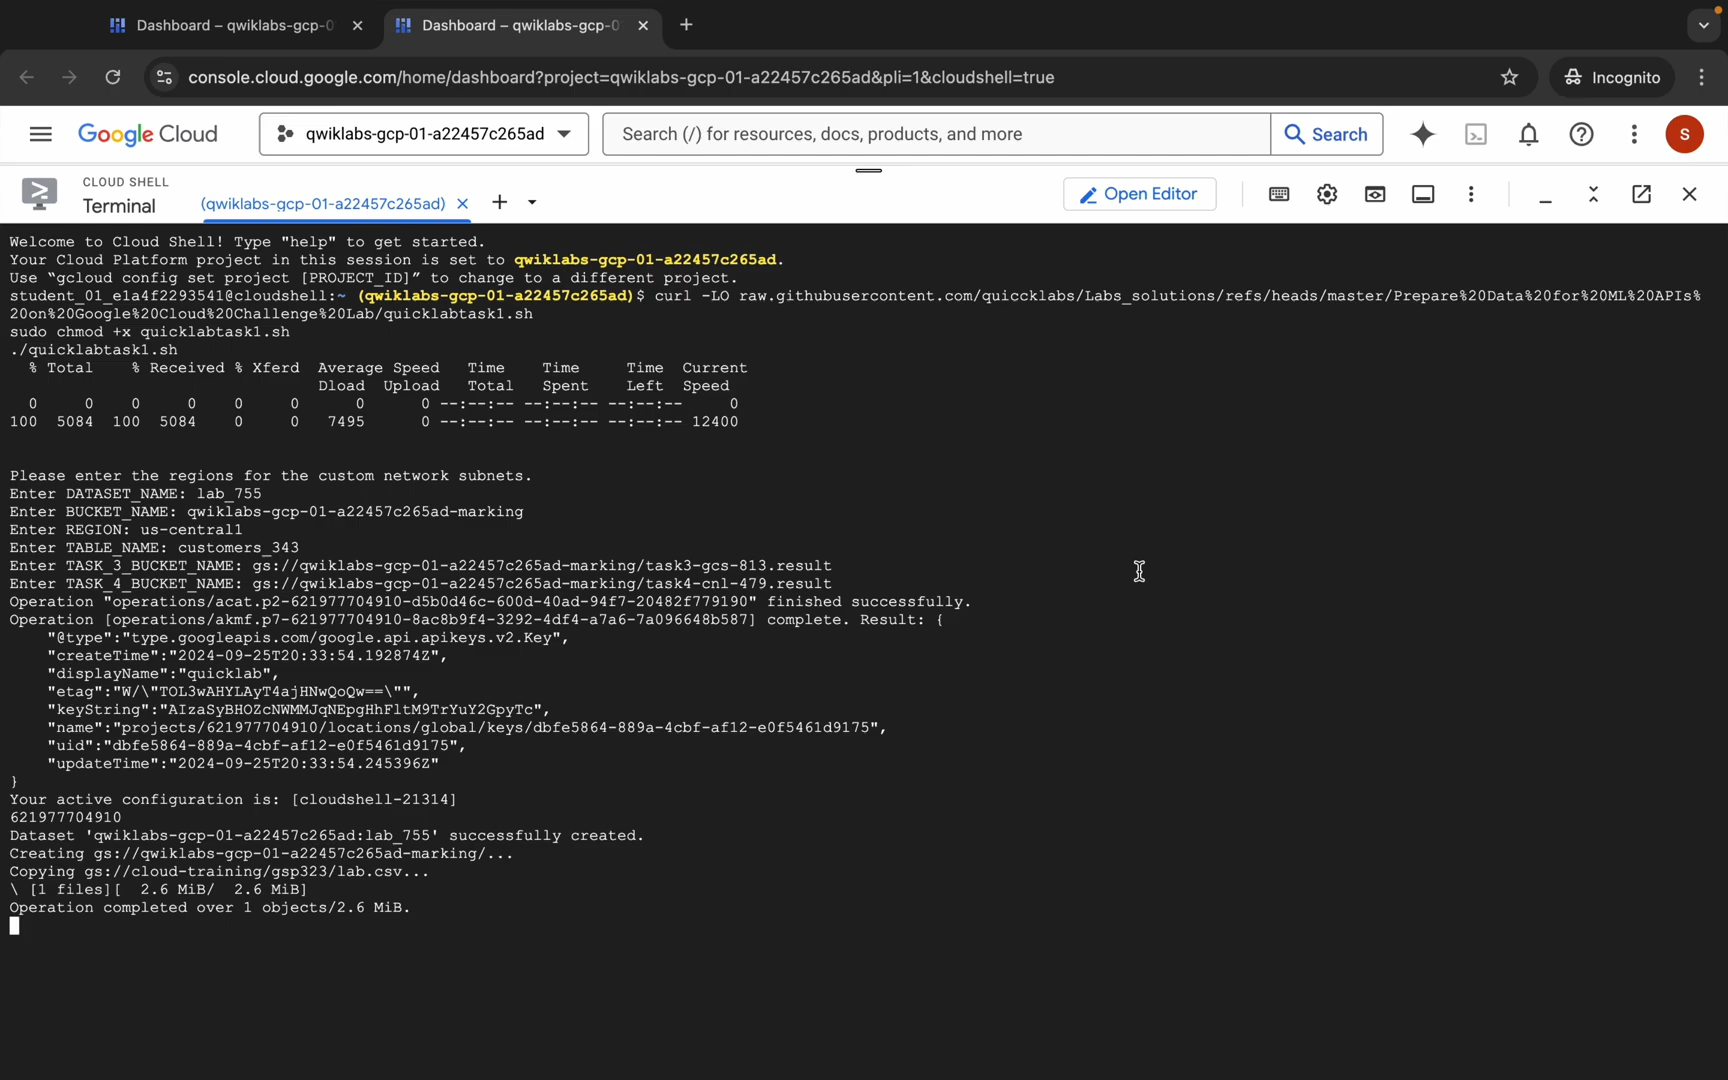 Dashboard – qwiklabs-gcp-0
Dashboard – qwiklabs-gcp-0
console.cloud.google.com/home/dashboard?project=qwiklabs-gcp-01-a22457c265ad&pli=1&cloudshell=true
Incognito
Google Cloud
qwiklabs-gcp-01-a22457c265ad
Search (/) for resources, docs, products, and more
Search
S
CLOUD SHELL
Terminal
(qwiklabs-gcp-01-a22457c265ad)
Open Editor
Welcome to Cloud Shell! Type "help" to get started.
Your Cloud Platform project in this session is set to qwiklabs-gcp-01-a22457c265ad.
Use “gcloud config set project [PROJECT_ID]” to change to a different project.
student_01_e1a4f2293541@cloudshell:~ (qwiklabs-gcp-01-a22457c265ad)$ curl -LO raw.githubusercontent.com/quiccklabs/Labs_solutions/refs/heads/master/Prepare%20Data%20for%20ML%20APIs%
20on%20Google%20Cloud%20Challenge%20Lab/quicklabtask1.sh
sudo chmod +x quicklabtask1.sh
./quicklabtask1.sh
% Total % Received % Xferd Average Speed Time Time Time Current
Dload Upload Total Spent Left Speed
0 0 0 0 0 0 0 0 --:--:-- --:--:-- --:--:-- 0
100 5084 100 5084 0 0 7495 0 --:--:-- --:--:-- --:--:-- 12400
Please enter the regions for the custom network subnets.
Enter DATASET_NAME: lab_755
Enter BUCKET_NAME: qwiklabs-gcp-01-a22457c265ad-marking
Enter REGION: us-central1
Enter TABLE_NAME: customers_343
Enter TASK_3_BUCKET_NAME: gs://qwiklabs-gcp-01-a22457c265ad-marking/task3-gcs-813.result
Enter TASK_4_BUCKET_NAME: gs://qwiklabs-gcp-01-a22457c265ad-marking/task4-cnl-479.result
Operation "operations/acat.p2-621977704910-d5b0d46c-600d-40ad-94f7-20482f779190" finished successfully.
Operation [operations/akmf.p7-621977704910-8ac8b9f4-3292-4df4-a7a6-7a096648b587] complete. Result: {
"@type":"type.googleapis.com/google.api.apikeys.v2.Key",
"createTime":"2024-09-25T20:33:54.192874Z",
"displayName":"quicklab",
"etag":"W/\"TOL3wAHYLAyT4ajHNwQoQw==\"",
"keyString":"AIzaSyBHOZcNWMMJqNEpgHhFltM9TrYuY2GpyTc",
"name":"projects/621977704910/locations/global/keys/dbfe5864-889a-4cbf-af12-e0f5461d9175",
"uid":"dbfe5864-889a-4cbf-af12-e0f5461d9175",
"updateTime":"2024-09-25T20:33:54.245396Z"
}
Your active configuration is: [cloudshell-21314]
621977704910
Dataset 'qwiklabs-gcp-01-a22457c265ad:lab_755' successfully created.
Creating gs://qwiklabs-gcp-01-a22457c265ad-marking/...
Copying gs://cloud-training/gsp323/lab.csv...
\ [1 files][ 2.6 MiB/ 2.6 MiB]
Operation completed over 1 objects/2.6 MiB.